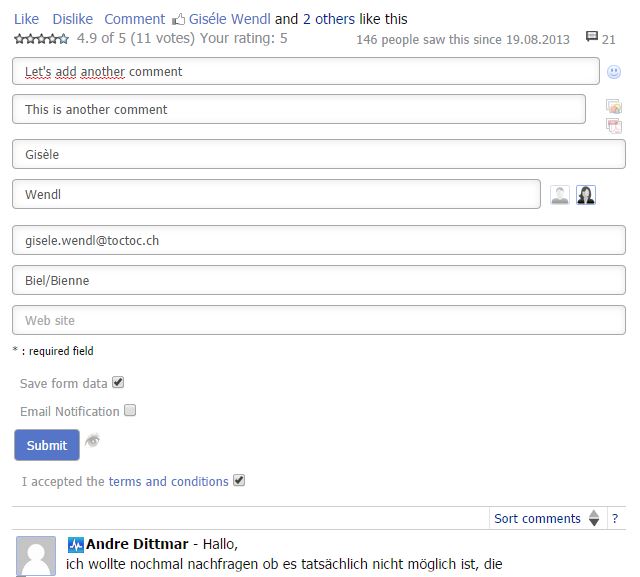 Like Dislike Comment Giséle Wendl and 2 others like this
4.9 of 5 (11 votes) Your rating: 5 146 people saw this since 19.08.2013 21
Let's add another comment
This is another comment
Gisèle
Wendl
gisele.wendl@toctoc.ch
Biel/Bienne
Web site
* : required field
Save form data
Email Notification
Submit
I accepted the terms and conditions
Sort comments ?
Andre Dittmar - Hallo,
ich wollte nochmal nachfragen ob es tatsächlich nicht möglich ist, die